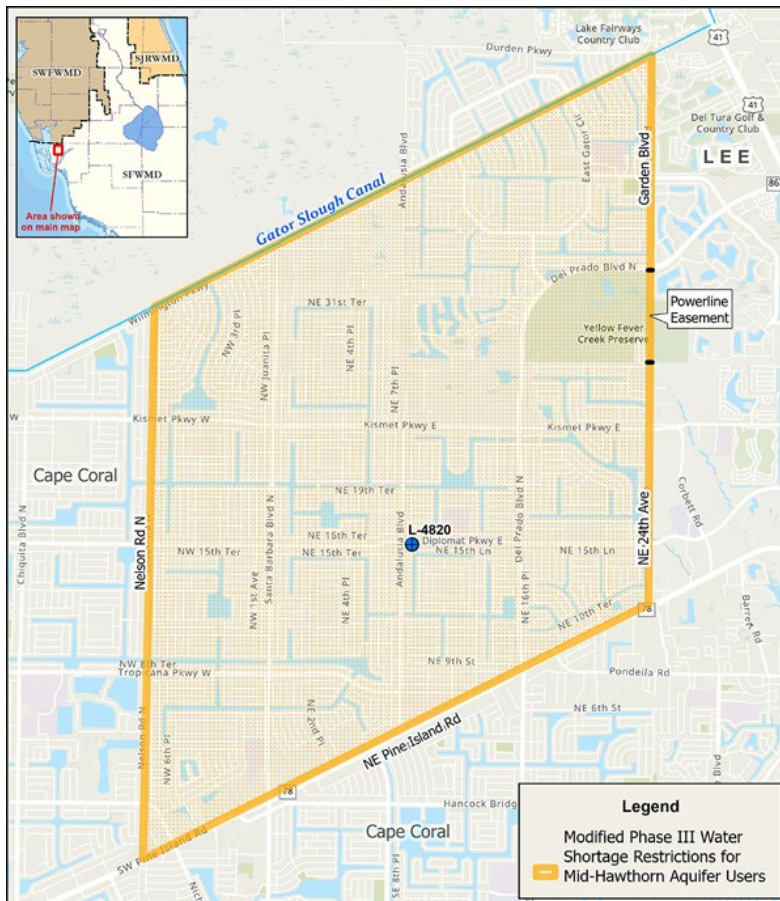 SJRWMD
SWFWMD
SFWMD
Area shown
on main map
Lake Fairways
Country Club
41
Durden Pkwy
41
Del Tura Golf &
Country Club
LEE
86
East Gator Cir
Garden Blvd
Andalusia Blvd
Gator Slough Canal
Del Prado Blvd N
Wilmington Pkwy
NE 31st Ter
Powerline
Easement
Yellow Fever
Creek Preserve
NW 3rd Pl
NW Juanita Pl
NE 4th Pl
NE 7th Pl
W
Kismet Pkwy W
Kismet Pkwy E
Kismet Pkwy E
Cape Coral
NE 19th Ter
Corbett Rd
Chiquita Blvd N
Nelson Rd N
Santa Barbara Blvd N
L-4820
NE 16th Ter
Diplomat Pkwy E
NW 15th Ter
NE 15th Ter
NE 15th Ln
NE 15th Ln
Andalusia Blvd
Del Prado Blvd N
NE 24th Ave
NW 1st Ave
NE 4th Pl
NE 16th Pl
NE 10th Ter
78
Barren Rd
NW 8th Ter
Tropicana Pkwy W
NE 9th St
Pondella Rd
Nelson Rd N
NW 6th Pl
NE 2nd Pl
NE Pine Island Rd
NE 6th St
78
Hancock Bridge
SW Pine Island Rd
Cape Coral
SE 8th Pl
Blvd
Nich
Legend
Modified Phase III Water
Shortage Restrictions for
Mid-Hawthorn Aquifer Users